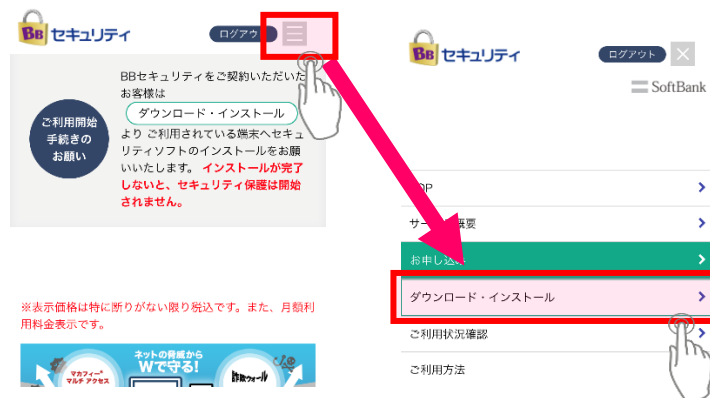 BB セキュリティ
BBセキュリティをご契約いただいた
お客様は
ダウンロード・インストール
より ご利用されている端末へセキュ
リティソフトのインストールをお願
いいたします。 インストールが完了
しないと、セキュリティ保護は開始
されません。
ご利用開始
手続きの
お願い
※表示価格は特に断りがない限り税込です。また、月額利
用料金表示です。
ネットの脅威から
Wで守る!
マカフィー®
マルチ アクセス
詐欺ウォール
BB セキュリティ
ログアウト
SoftBank
お申し込み
ダウンロード・インストール
ご利用状況確認
ご利用方法